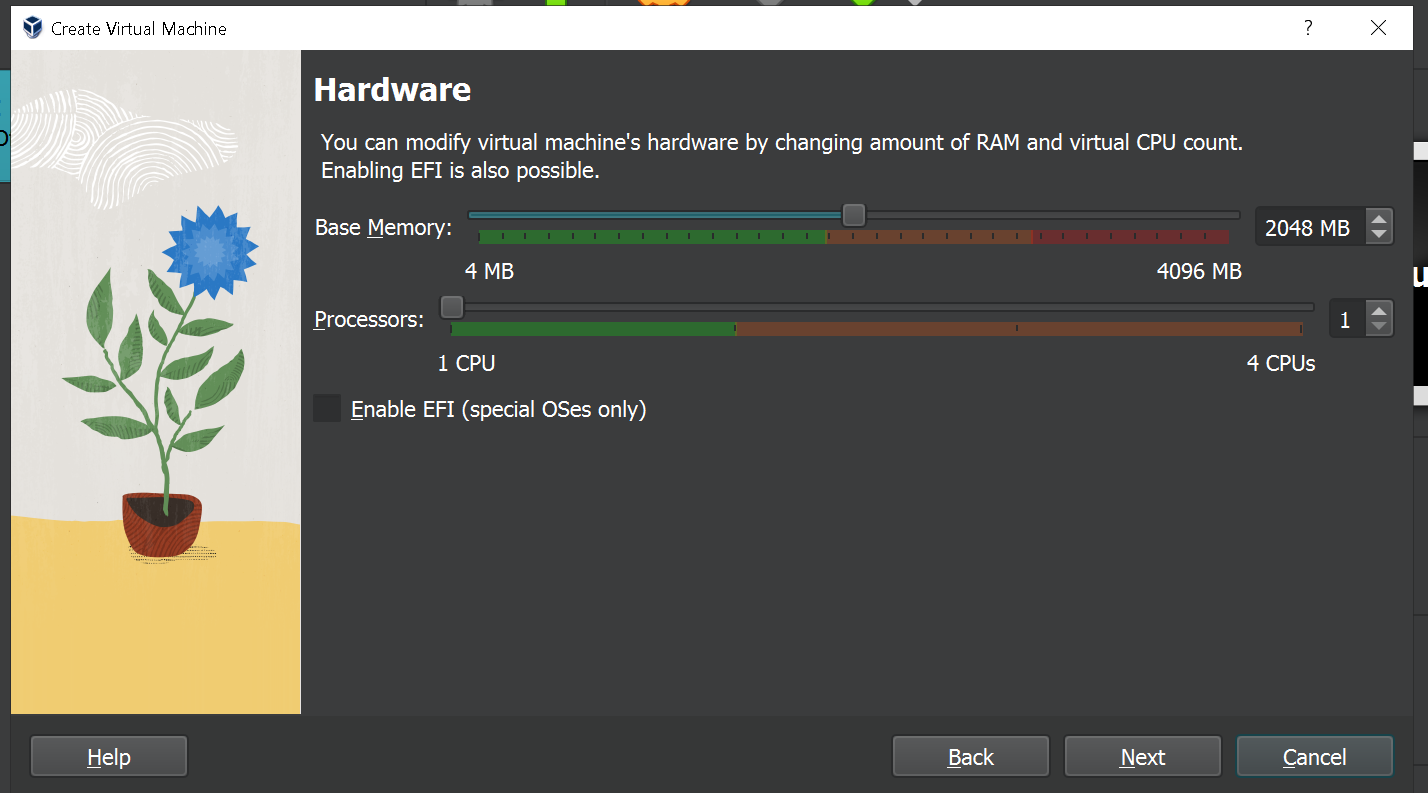 Create Virtual Machine
?
Hardware
You can modify virtual machine's hardware by changing amount of RAM and virtual CPU count.
Enabling EFI is also possible.
Base Memory:
2048 MB
4 MB
4096 MB
Processors:
1
1 CPU
4 CPUs
Enable EFI (special OSes only)
Help
Back
Next
Cancel